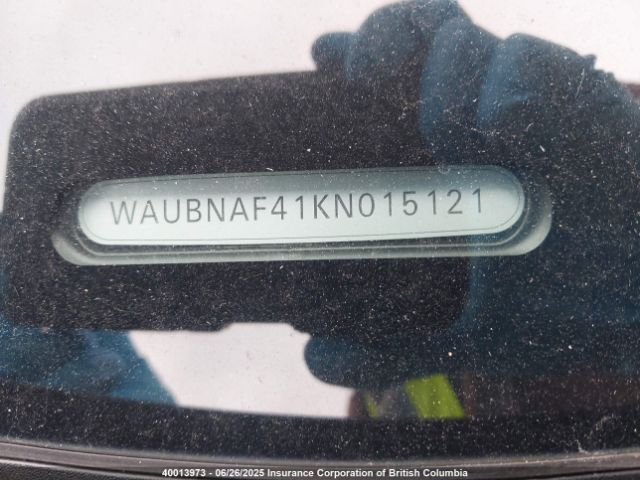 WAUBNAF41KN015121
40013973 / 06/26/2025 Insurance Corporation of British Columbia